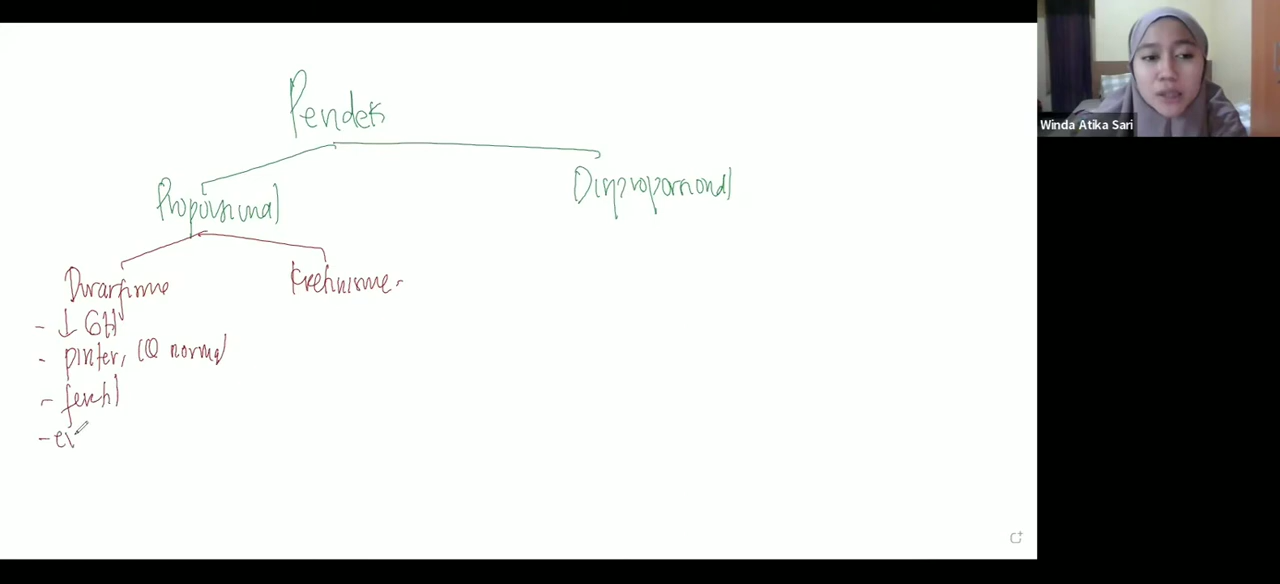 Pendek
Proporsional
Disproporsional
Dwarfisme
Kretinisme
- ↓ GH
- pinter, IQ normal
- fertil
Winda Atika Sari